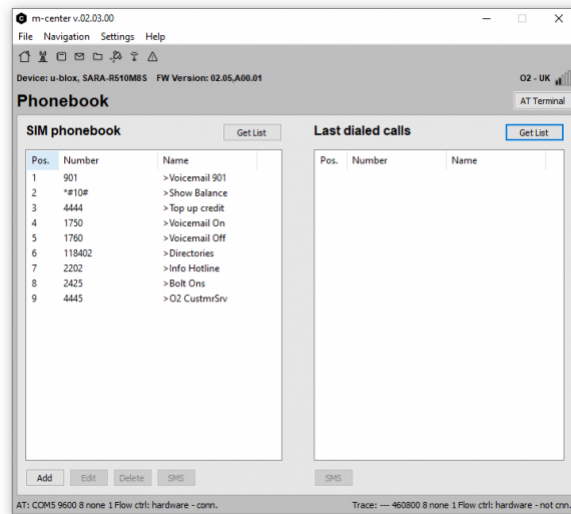 m-center v.02.03.00
File Navigation Settings Help
Device: u-blox, SARA-R510M8S FW Version: 02.05,A00.01
O2 - UK
Phonebook
AT Terminal
SIM phonebook
Get List
Last dialed calls
Get List
Pos. Number Name
Pos. Number Name
1 901 >Voicemail 901
2 *#10# >Show Balance
3 4444 >Top up credit
4 1750 >Voicemail On
5 1760 >Voicemail Off
6 118402 >Directories
7 2202 >Info Hotline
8 2425 >Bolt Ons
9 4445 >O2 CustmrSrv
Add Edit Delete SMS
SMS
AT: COM5 9600 8 none 1 Flow ctrl: hardware - conn.
Trace: --- 460800 8 none 1 Flow ctrl: hardware - not cnn.